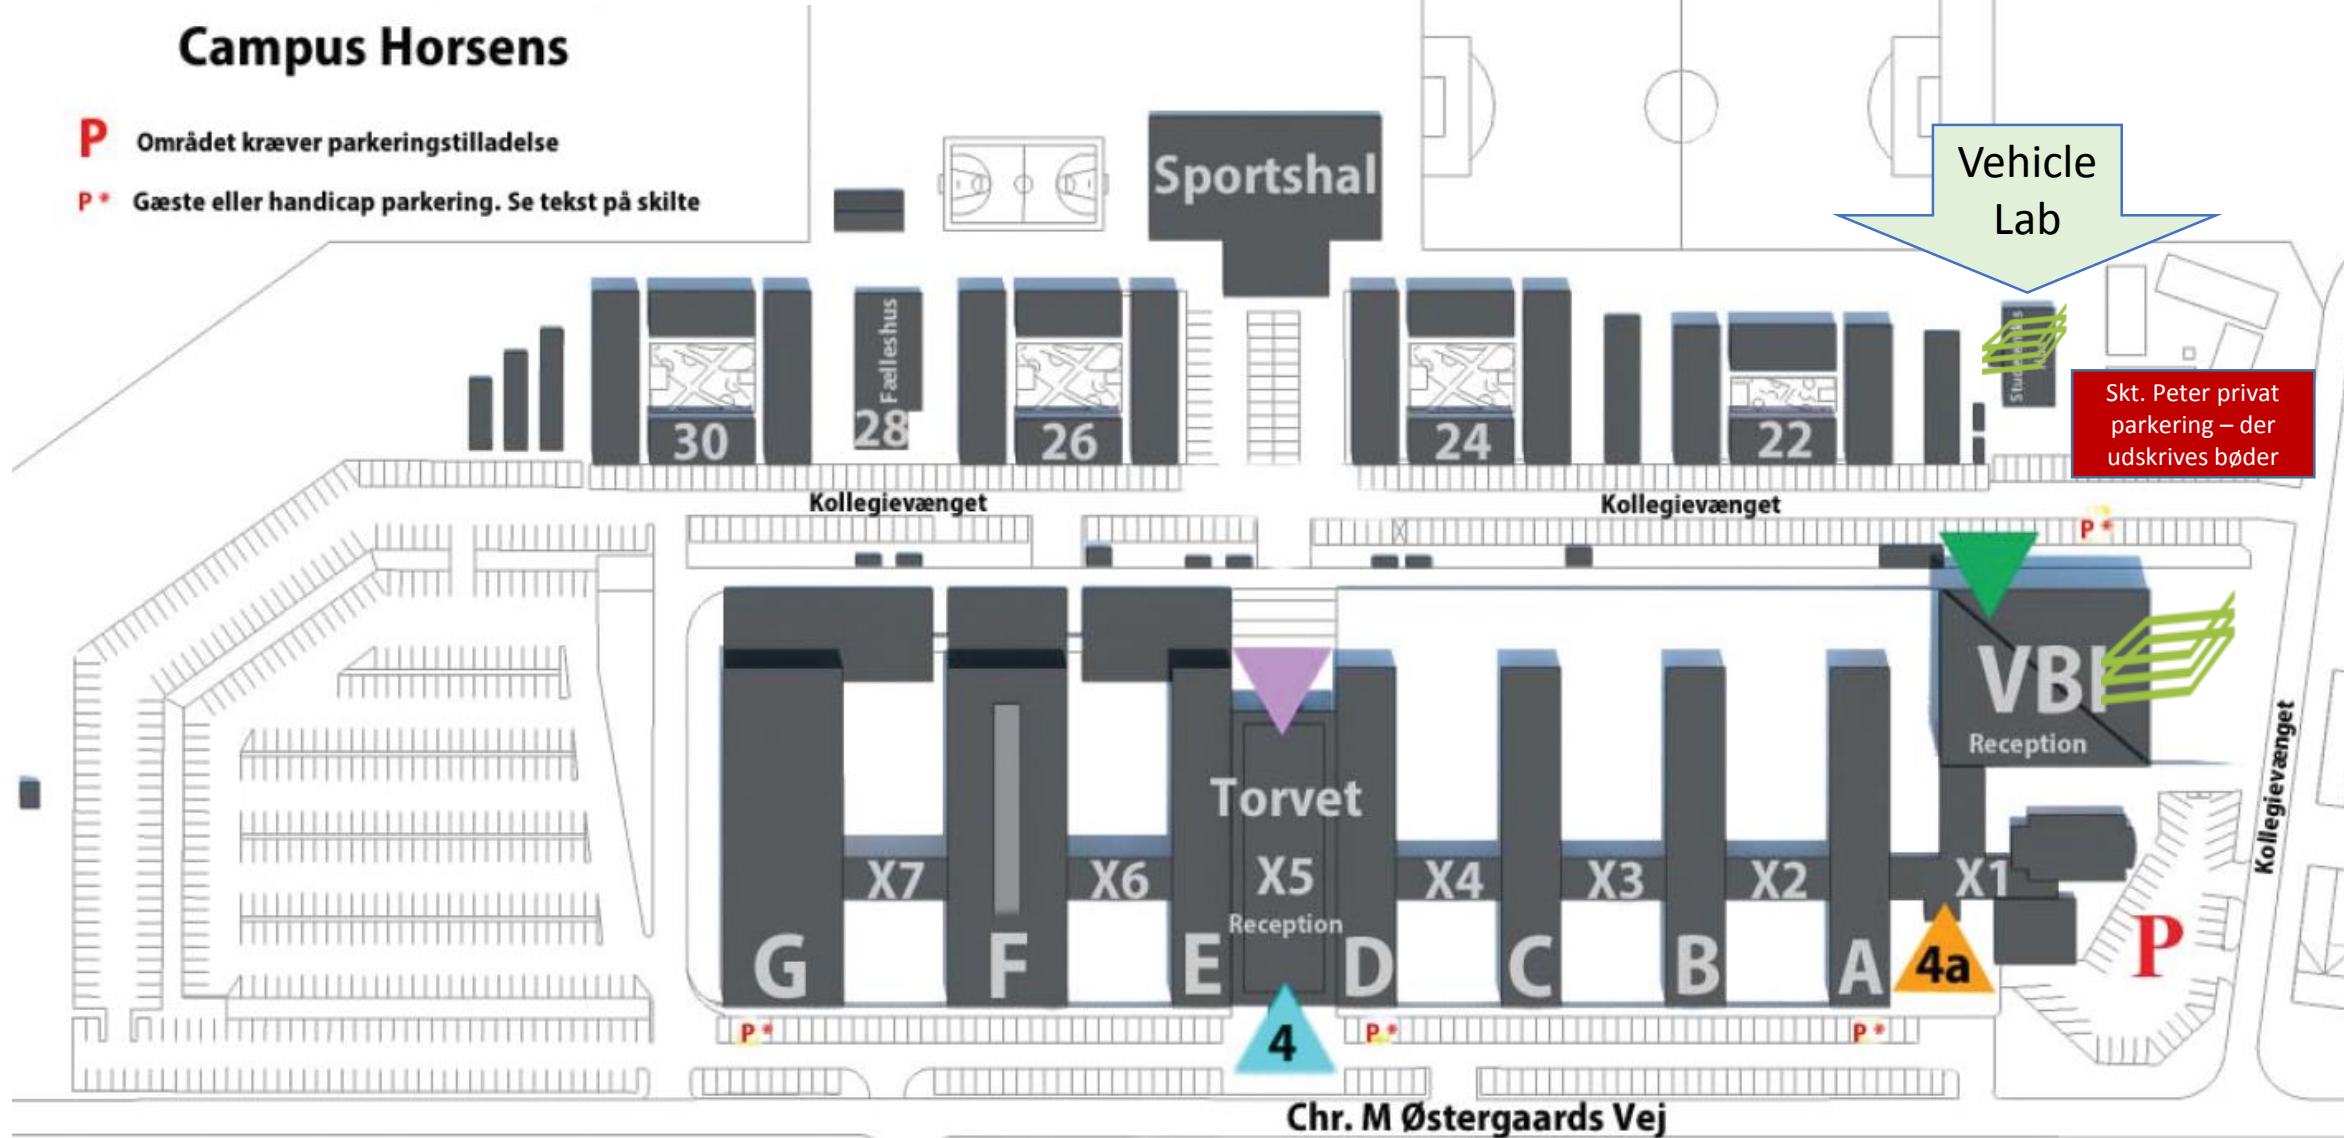 Campus Horsens
P Området kræver parkeringstilladelse
P * Gæste eller handicap parkering. Se tekst på skilte
Sportshal
Vehicle
Lab
Fælleshus
30
28
26
24
22
Skt. Peter privat
parkering – der
udskrives bøder
Kollegievænget
Kollegievænget
P *
VBI
Reception
Kollegievænget
Torvet
X7
X6
X5
X4
X3
X2
X1
Reception
G
F
E
D
C
B
A
4a
P
P *
4
P *
P *
Chr. M Østergaards Vej